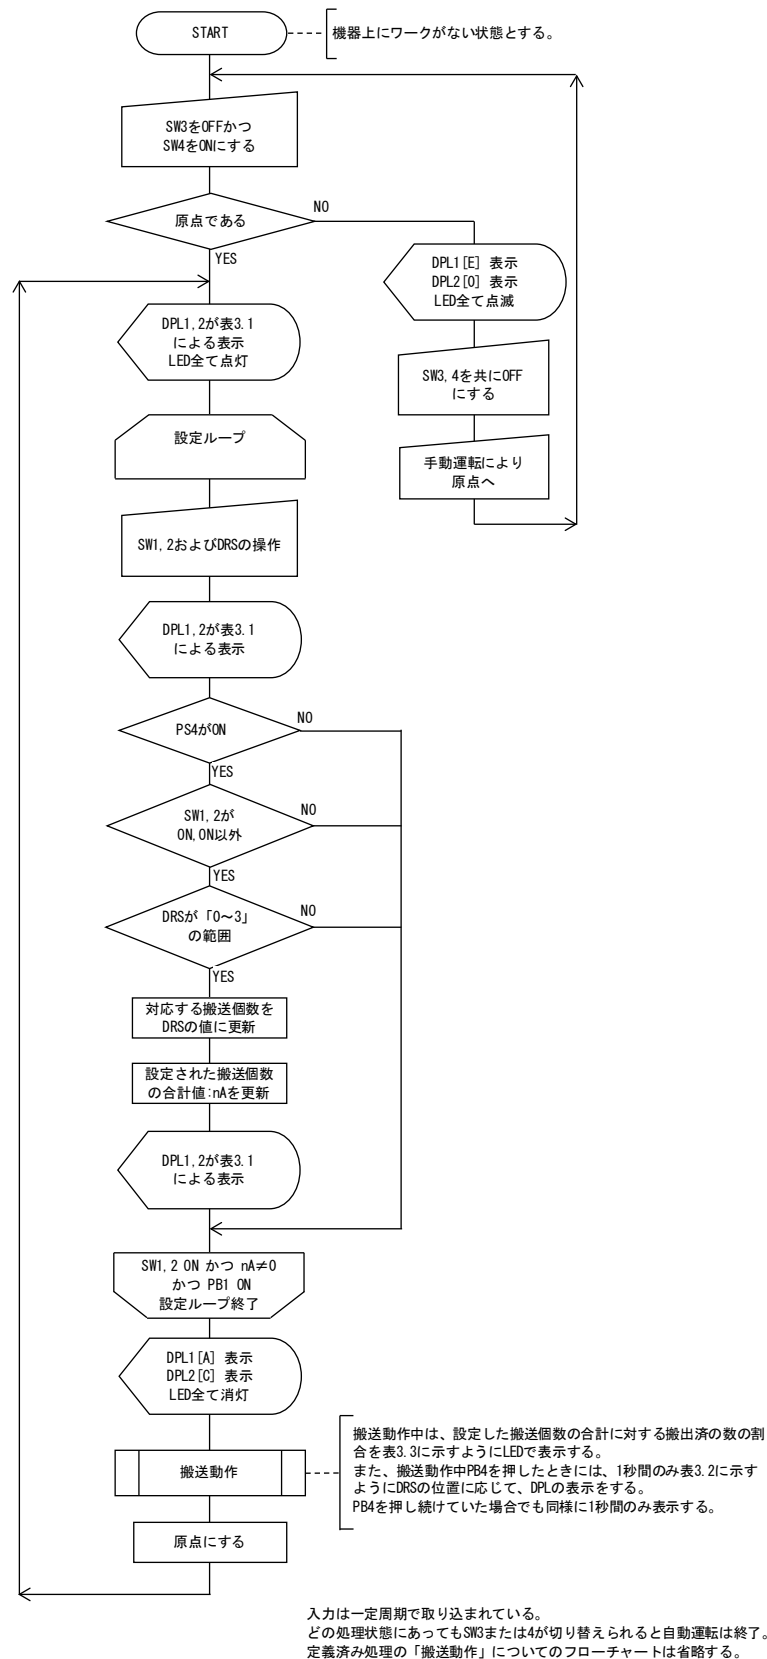 START
機器上にワークがない状態とする。
SW3をOFFかつ
SW4をONにする
原点である
NO
YES
DPL1[E] 表示
DPL2[0] 表示
LED全て点滅
SW3,4を共にOFF
にする
手動運転により
原点へ
DPL1,2が表3.1
による表示
LED全て点灯
設定ループ
SW1,2およびDRSの操作
DPL1,2が表3.1
による表示
PS4がON
NO
YES
SW1,2が
ON,ON以外
NO
YES
DRSが「0～3」
の範囲
NO
YES
対応する搬送個数を
DRSの値に更新
設定された搬送個数
の合計値:nAを更新
DPL1,2が表3.1
による表示
SW1,2 ON かつ nA≠0
かつ PB1 ON
設定ループ終了
DPL1[A] 表示
DPL2[C] 表示
LED全て消灯
搬送動作
搬送動作中は、設定した搬送個数の合計に対する搬出済の数の割
合を表3.3に示すようにLEDで表示する。
また、搬送動作中PB4を押したときには、1秒間のみ表3.2に示す
ようにDRSの位置に応じて、DPLの表示をする。
PB4を押し続けていた場合でも同様に1秒間のみ表示する。
原点にする
入力は一定周期で取り込まれている。
どの処理状態にあってもSW3または4が切り替えられると自動運転は終了。
定義済み処理の「搬送動作」についてのフローチャートは省略する。